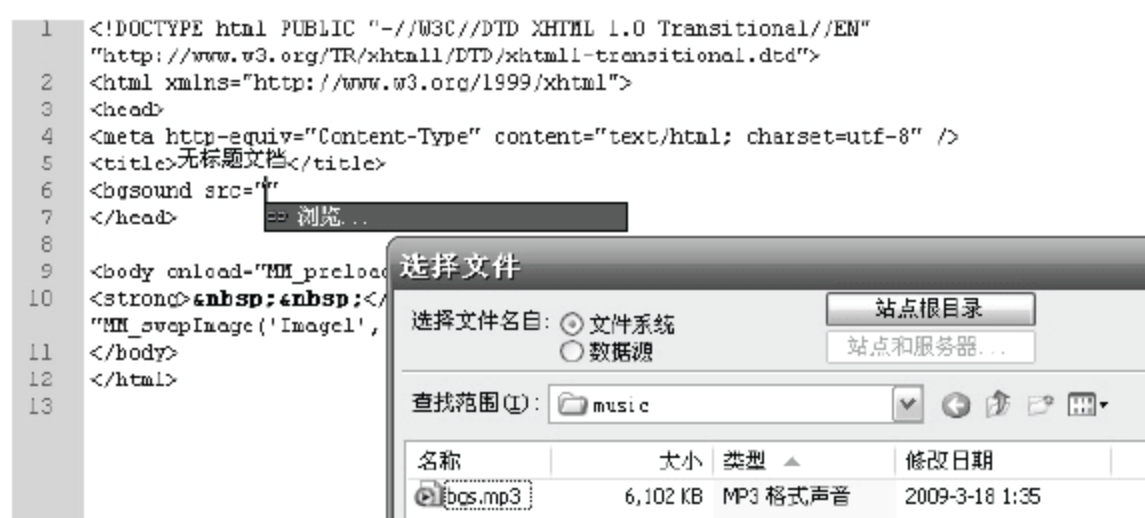 1 <!DOCTYPE html PUBLIC "-//W3C//DTD XHTML 1.0 Transitional//EN"
"http://www.w3.org/TR/xhtml1/DTD/xhtml1-transitional.dtd">
2 <html xmlns="http://www.w3.org/1999/xhtml">
3 <head>
4 <meta http-equiv="Content-Type" content="text/html; charset=utf-8" />
5 <title>无标题文档</title>
6 <bgsound src=""
浏览...
7 </head>
8
9 <body onload="MM_preload
10 <strong>&nbsp;&nbsp;</
"MM_swapImage('Image1',
11 </body>
12 </html>
13
选择文件
选择文件名自: 文件系统 站点根目录
数据源 站点和服务器...
查找范围(I): music
名称 大小 类型 修改日期
bgs.mp3 6,102 KB MP3 格式声音 2009-3-18 1:35